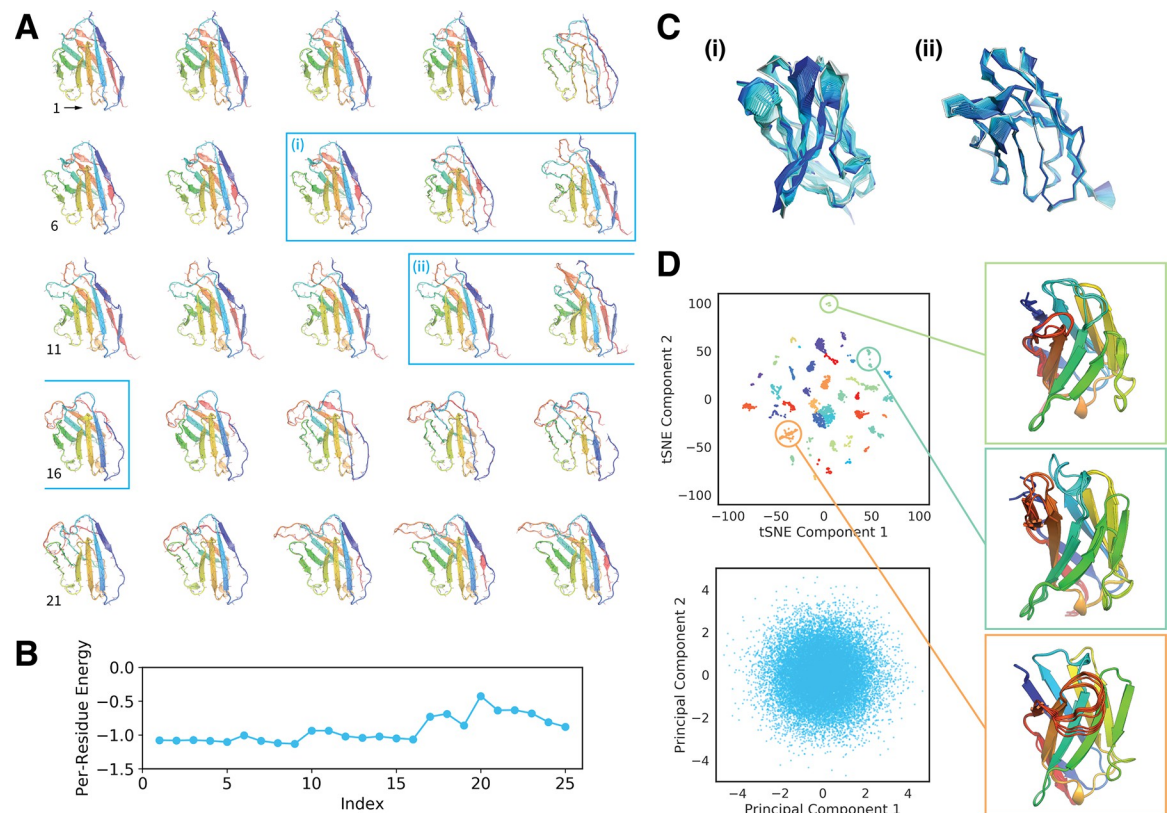 A
1
(i)
6
(ii)
11
16
21
B
Per-Residue Energy
0.0
−0.5
−1.0
−1.5
0 5 10 15 20 25
Index
C
(i) (ii)
D
tSNE Component 2
100
50
0
−50
−100
−100 −50 0 50 100
tSNE Component 1
Principal Component 2
4
2
0
−2
−4
−4 −2 0 2 4
Principal Component 1